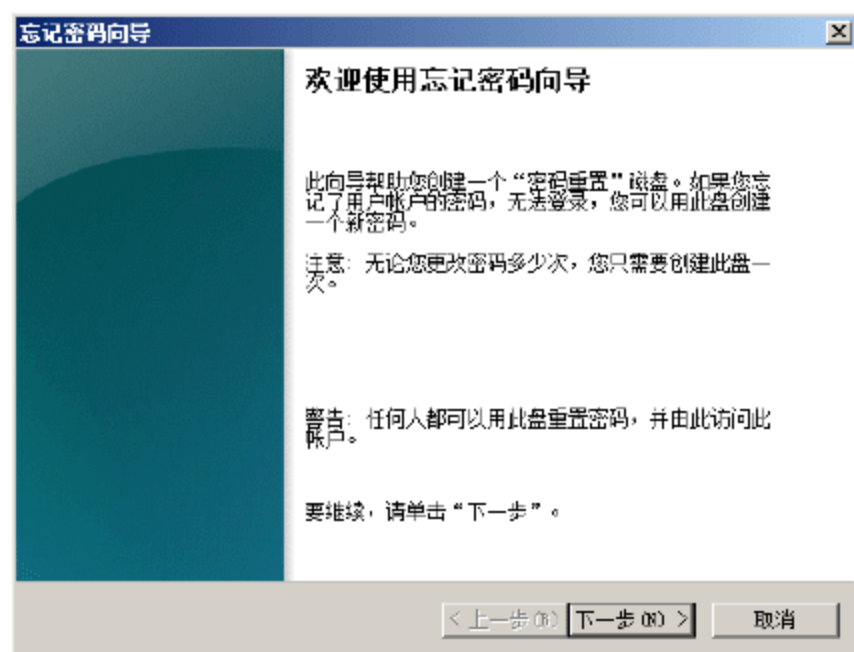 忘记密码向导
欢迎使用忘记密码向导
此向导帮助您创建一个“密码重置”磁盘。如果您忘
记了用户帐户的密码，无法登录，您可以用此盘创建
一个新密码。
注意: 无论您更改密码多少次，您只需要创建此盘一
次。
警告: 任何人都可以用此盘重置密码，并由此访问此
帐户。
要继续，请单击“下一步”。
< 上一步(B) 下一步(N) > 取消